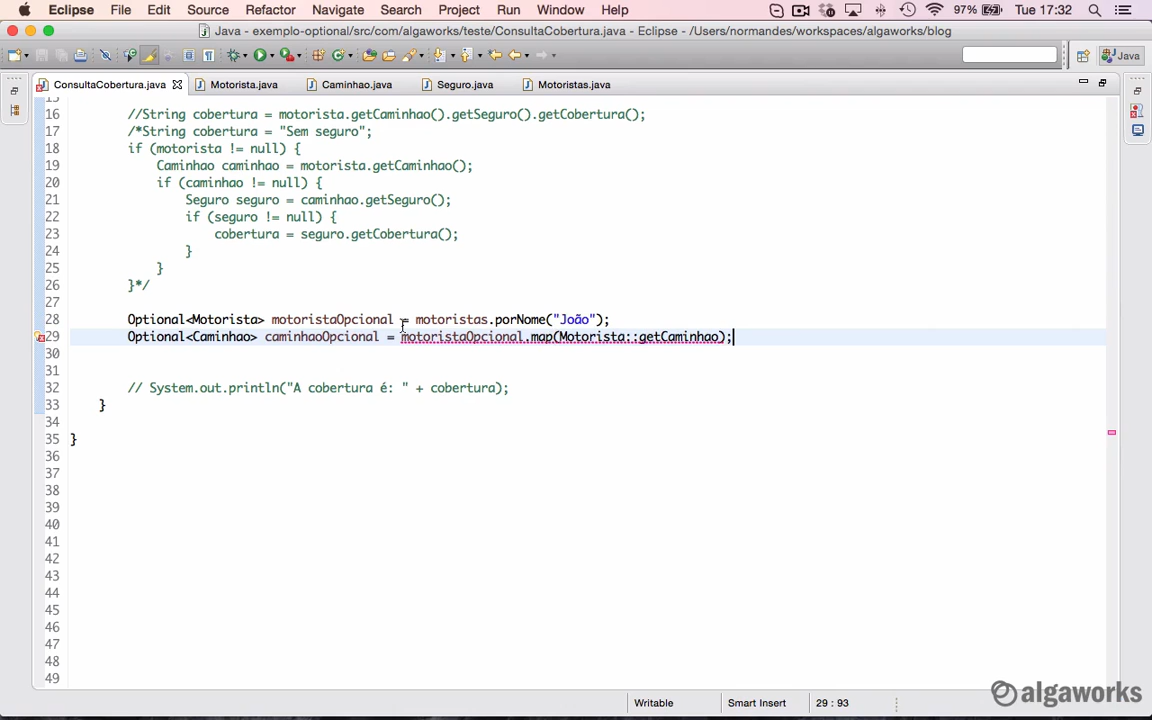 Eclipse File Edit Source Refactor Navigate Search Project Run Window Help 97% Tue 17:32
Java - exemplo-optional/src/com/algaworks/teste/ConsultaCobertura.java - Eclipse - /Users/normandes/workspaces/algaworks/blog
Java
ConsultaCobertura.java Motorista.java Caminhao.java Seguro.java Motoristas.java
15
16 //String cobertura = motorista.getCaminhao().getSeguro().getCobertura();
17 /*String cobertura = "Sem seguro";
18 if (motorista != null) {
19 Caminhao caminhao = motorista.getCaminhao();
20 if (caminhao != null) {
21 Seguro seguro = caminhao.getSeguro();
22 if (seguro != null) {
23 cobertura = seguro.getCobertura();
24 }
25 }
26 }*/
27
28 Optional<Motorista> motoristaOpcional = motoristas.porNome("João");
29 Optional<Caminhao> caminhaoOpcional = motoristaOpcional.map(Motorista::getCaminhao);
30
31
32 // System.out.println("A cobertura é: " + cobertura);
33 }
34
35 }
36
37
38
39
40
41
42
43
44
45
46
47
48
49
Writable Smart Insert 29 : 93
algaworks